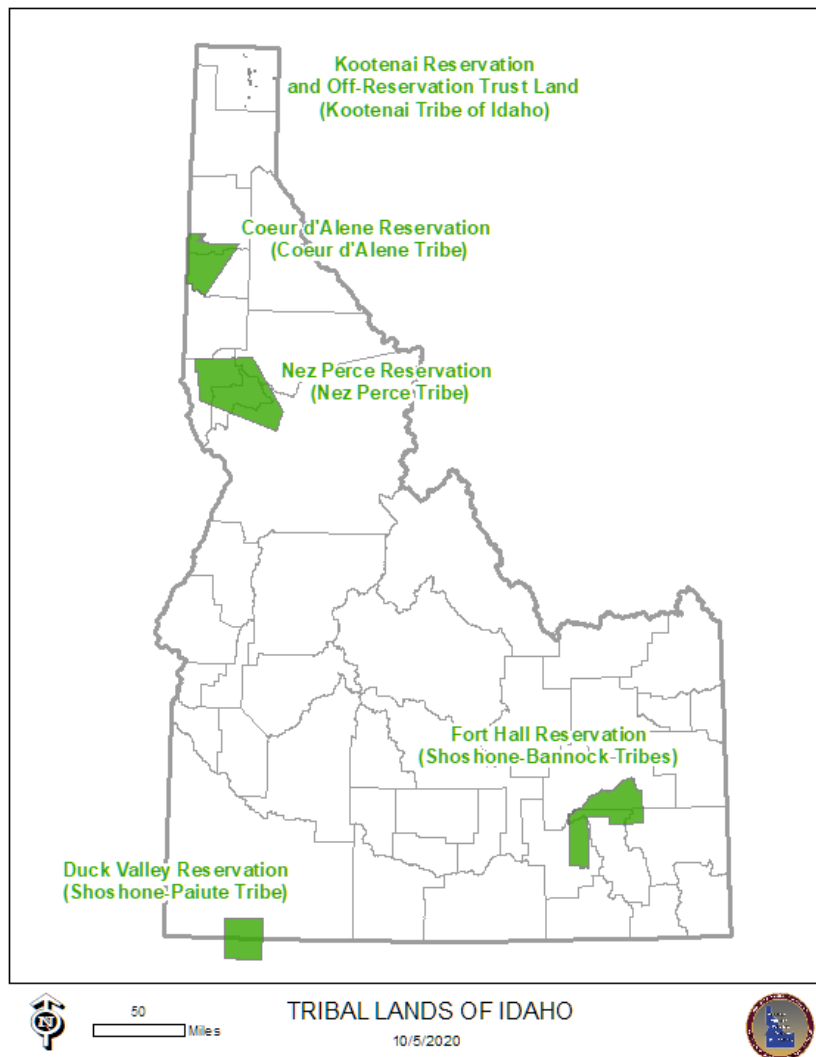 Kootenai Reservation
and Off-Reservation Trust Land
(Kootenai Tribe of Idaho)
Coeur d'Alene Reservation
(Coeur d'Alene Tribe)
Nez Perce Reservation
(Nez Perce Tribe)
Fort Hall Reservation
(Shoshone-Bannock-Tribes)
Duck Valley Reservation
(Shoshone-Paiute Tribe)
N
50
Miles
TRIBAL LANDS OF IDAHO
10/5/2020